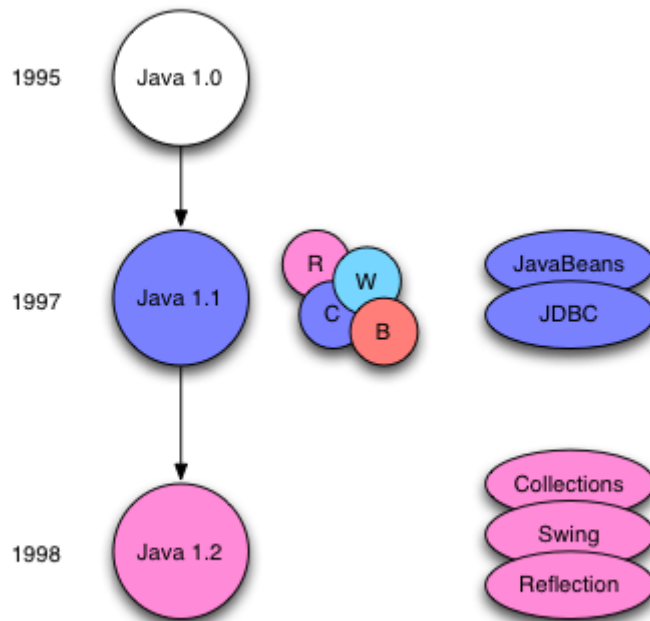 1995
Java 1.0
1997
Java 1.1
R
W
C
B
JavaBeans
JDBC
1998
Java 1.2
Collections
Swing
Reflection